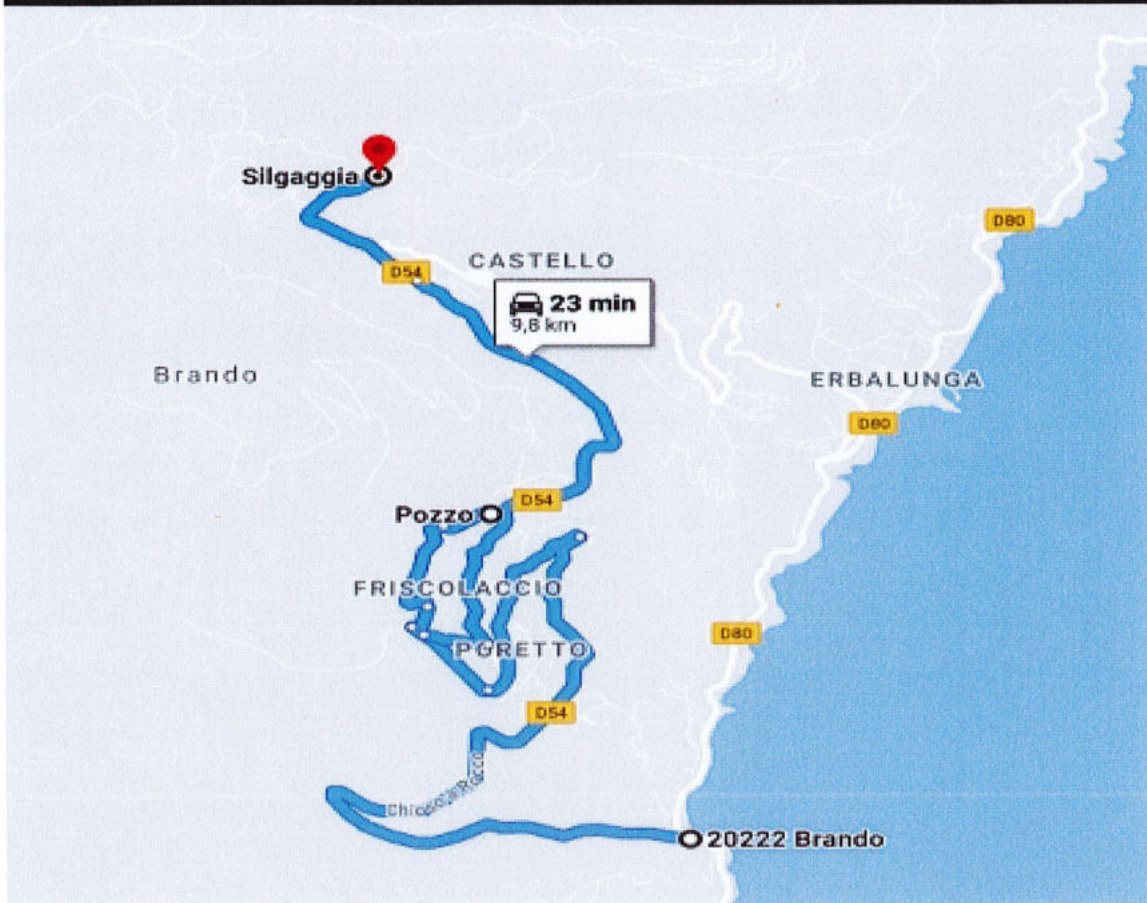 Silgaggia
D80
CASTELLO
D54
23 min
9,8 km
Brando
ERBALUNGA
D80
Pozzo
D54
FRISCOLACCIO
D80
PORETTO
D54
20222 Brando